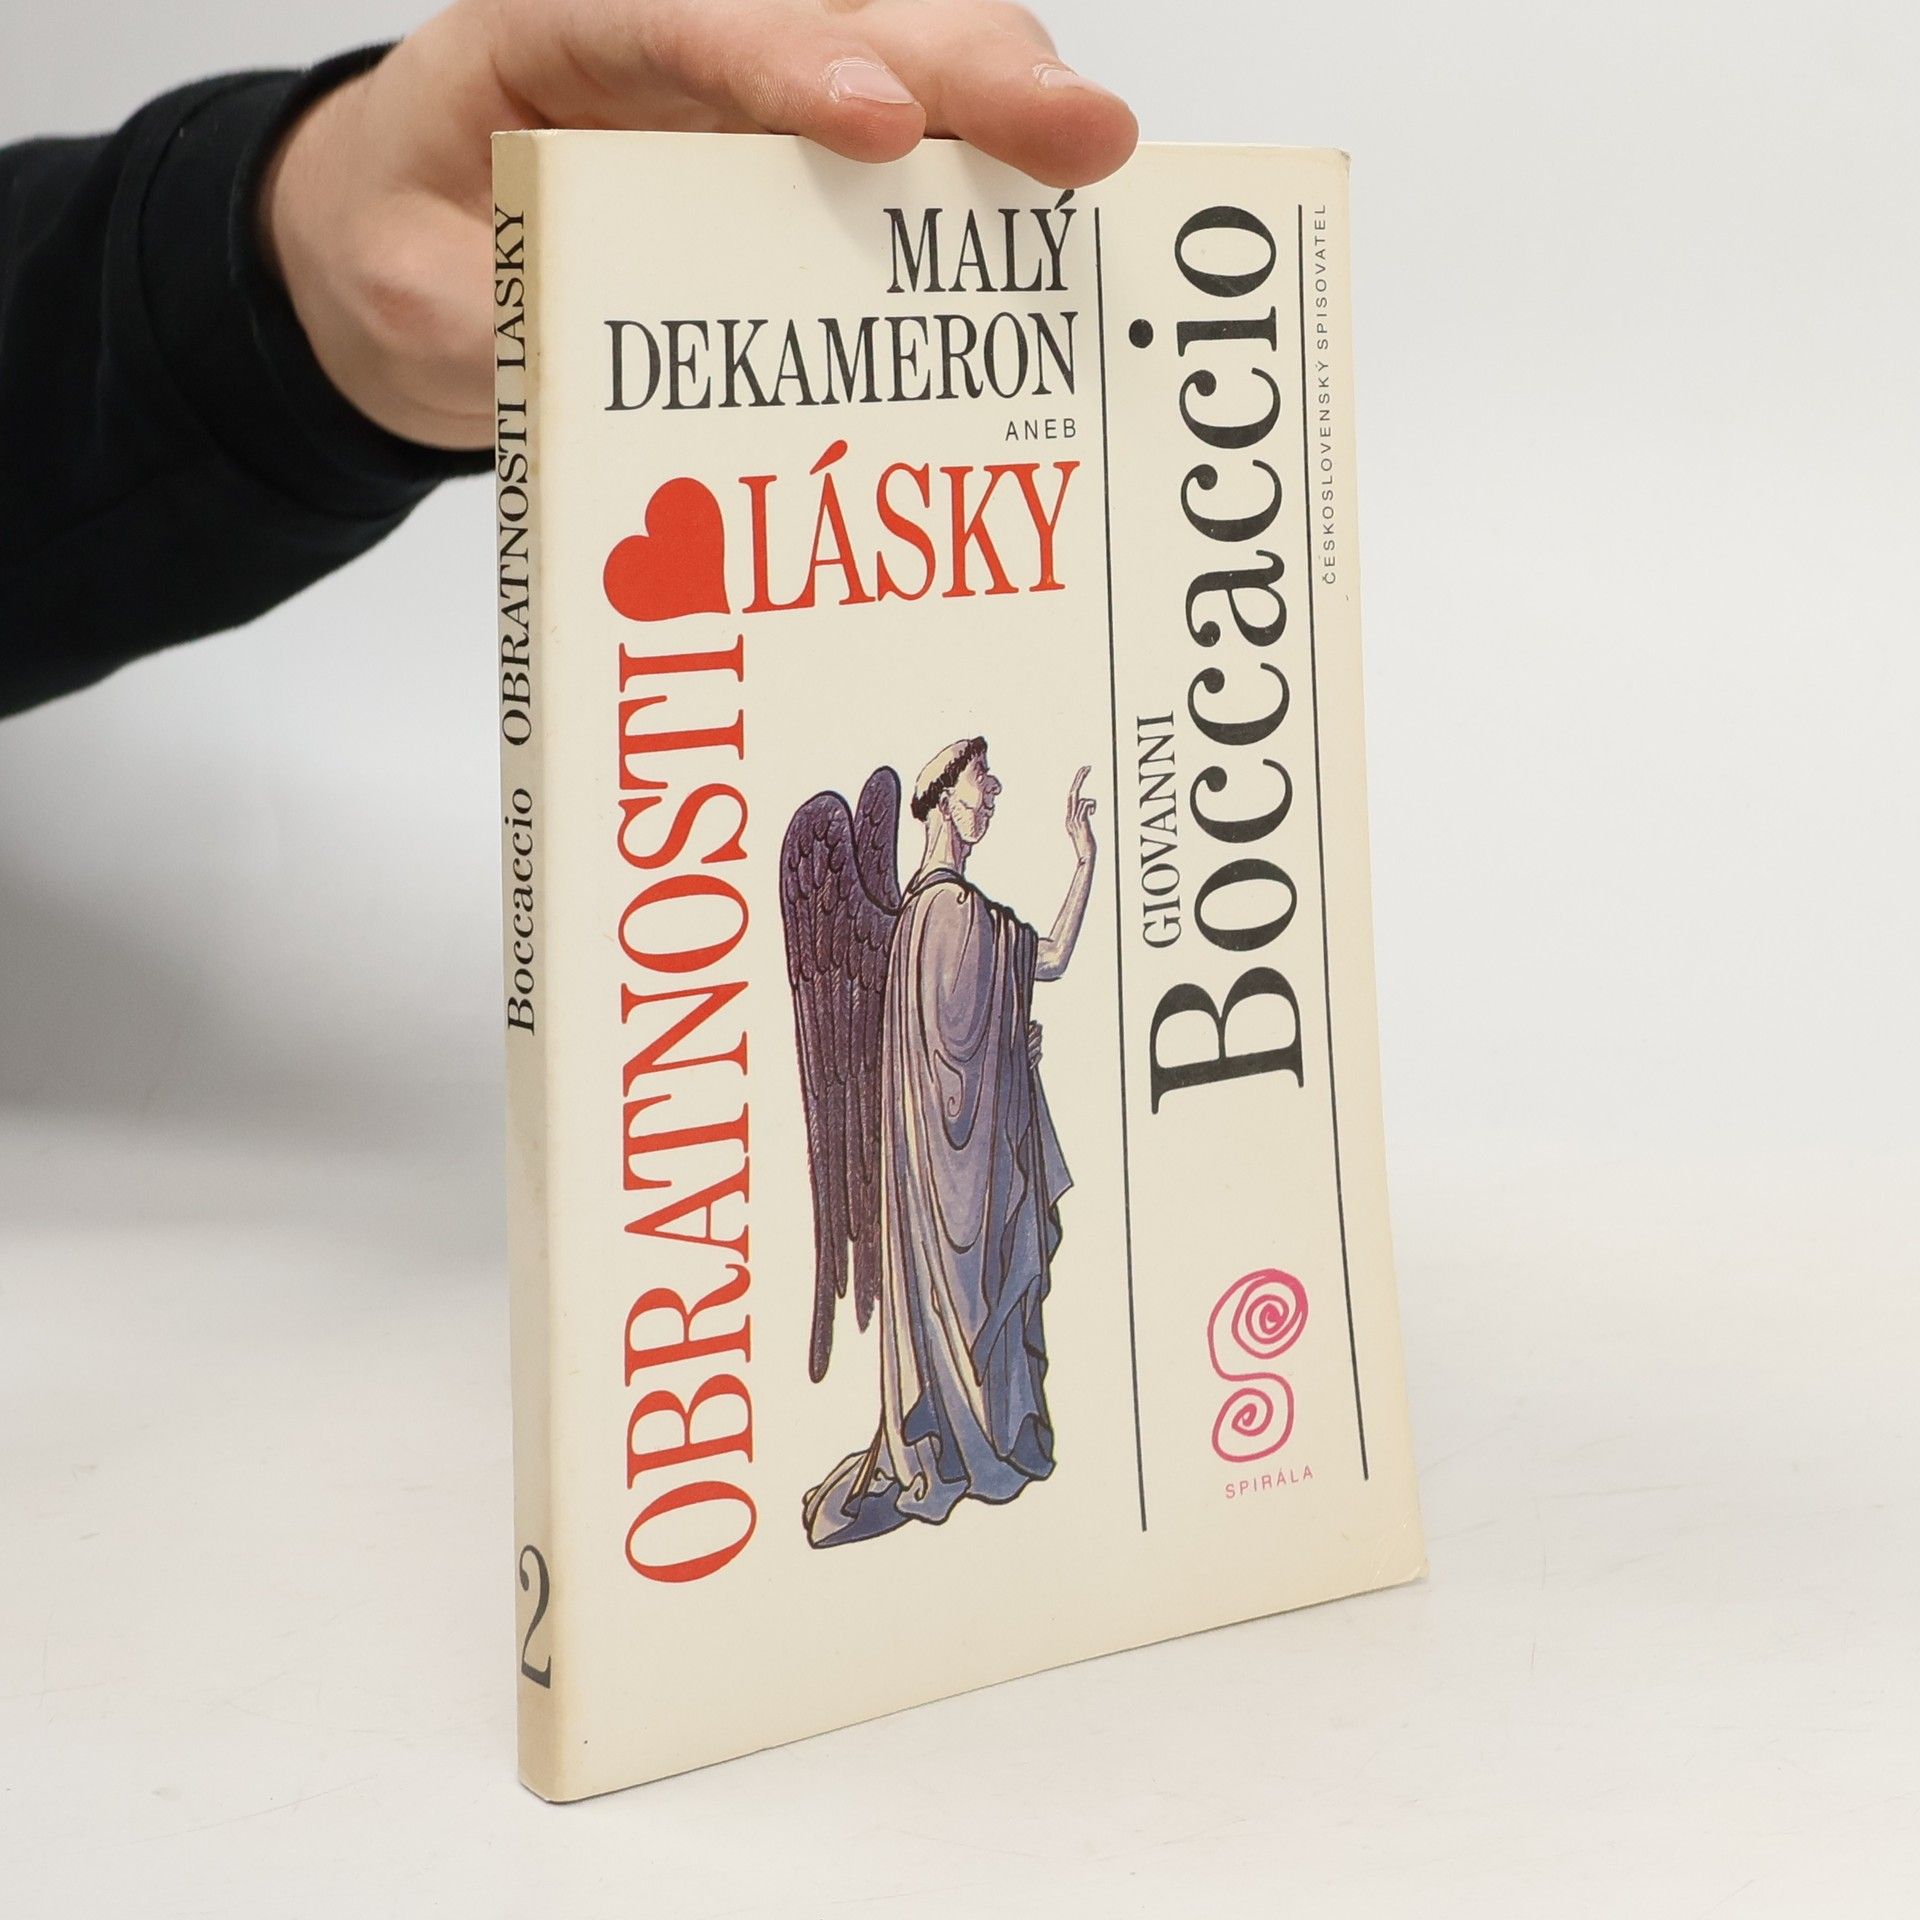 Boccaccio OBRATNOSTI LÁSKY
2
MALÝ
DEKAMERON
ANEB
OBRATNOSTI
LÁSKY
GIOVANNI
Boccaccio
ČESKOSLOVENSKÝ SPISOVATEL
SPIRÁLA